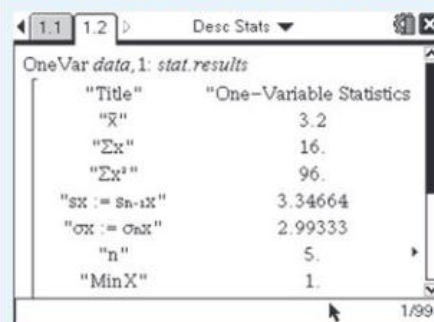 1.1 1.2 Desc Stats
OneVar data,1: stat.results
"Title" "One–Variable Statistics
"x̄" 3.2
"Σx" 16.
"Σx²" 96.
"sx := sn-1x" 3.34664
"σx := σnx" 2.99333
"n" 5.
"MinX" 1.
1/99